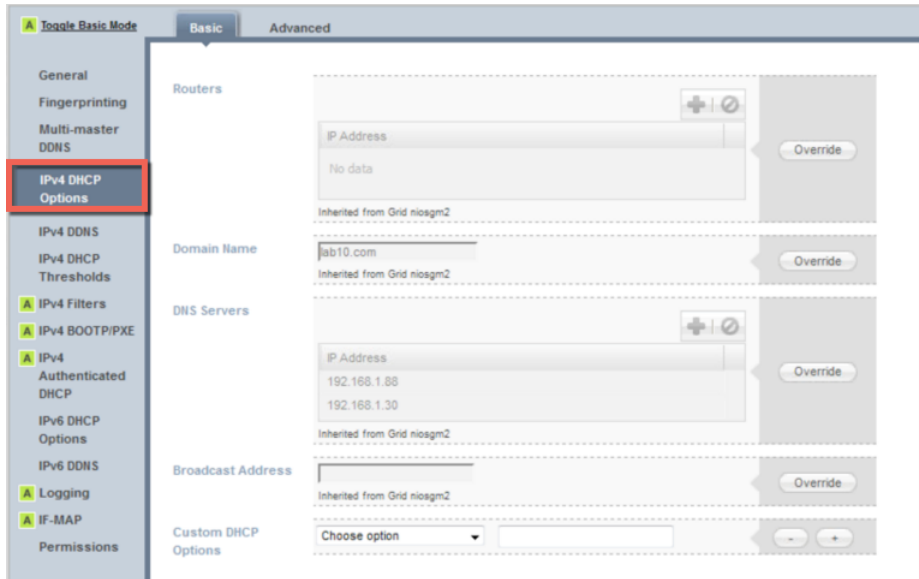 A Toggle Basic Mode
Basic
Advanced
General
Fingerprinting
Multi-master
DDNS
IPv4 DHCP
Options
IPv4 DDNS
IPv4 DHCP
Thresholds
A IPv4 Filters
A IPv4 BOOTP/PXE
A IPv4
Authenticated
DHCP
IPv6 DHCP
Options
IPv6 DDNS
A Logging
A IF-MAP
Permissions
Routers
IP Address
No data
Inherited from Grid niosgm2
Override
Domain Name
lab10.com
Inherited from Grid niosgm2
Override
DNS Servers
IP Address
192.168.1.88
192.168.1.30
Inherited from Grid niosgm2
Override
Broadcast Address
Inherited from Grid niosgm2
Override
Custom DHCP
Options
Choose option
- +